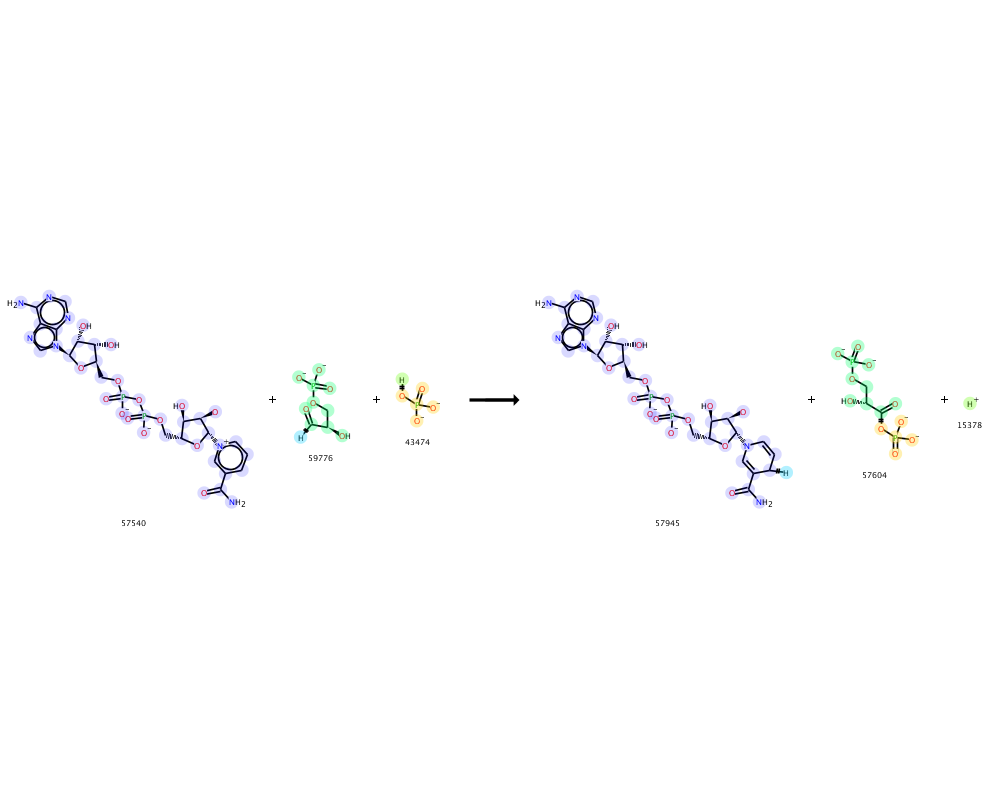 H2N N N N N OH OH O O O P O O- O P O O- O HO O O N+ O NH2
57540
+
O- P O- O O O H OH
59776
+
H O P O O- O-
43474
H2N N N N N OH OH O O O P O O- O P O O- O HO O O N H O NH2
57945
+
O- P O O- O HO O O P O- O- O
57604
+
H+
15378